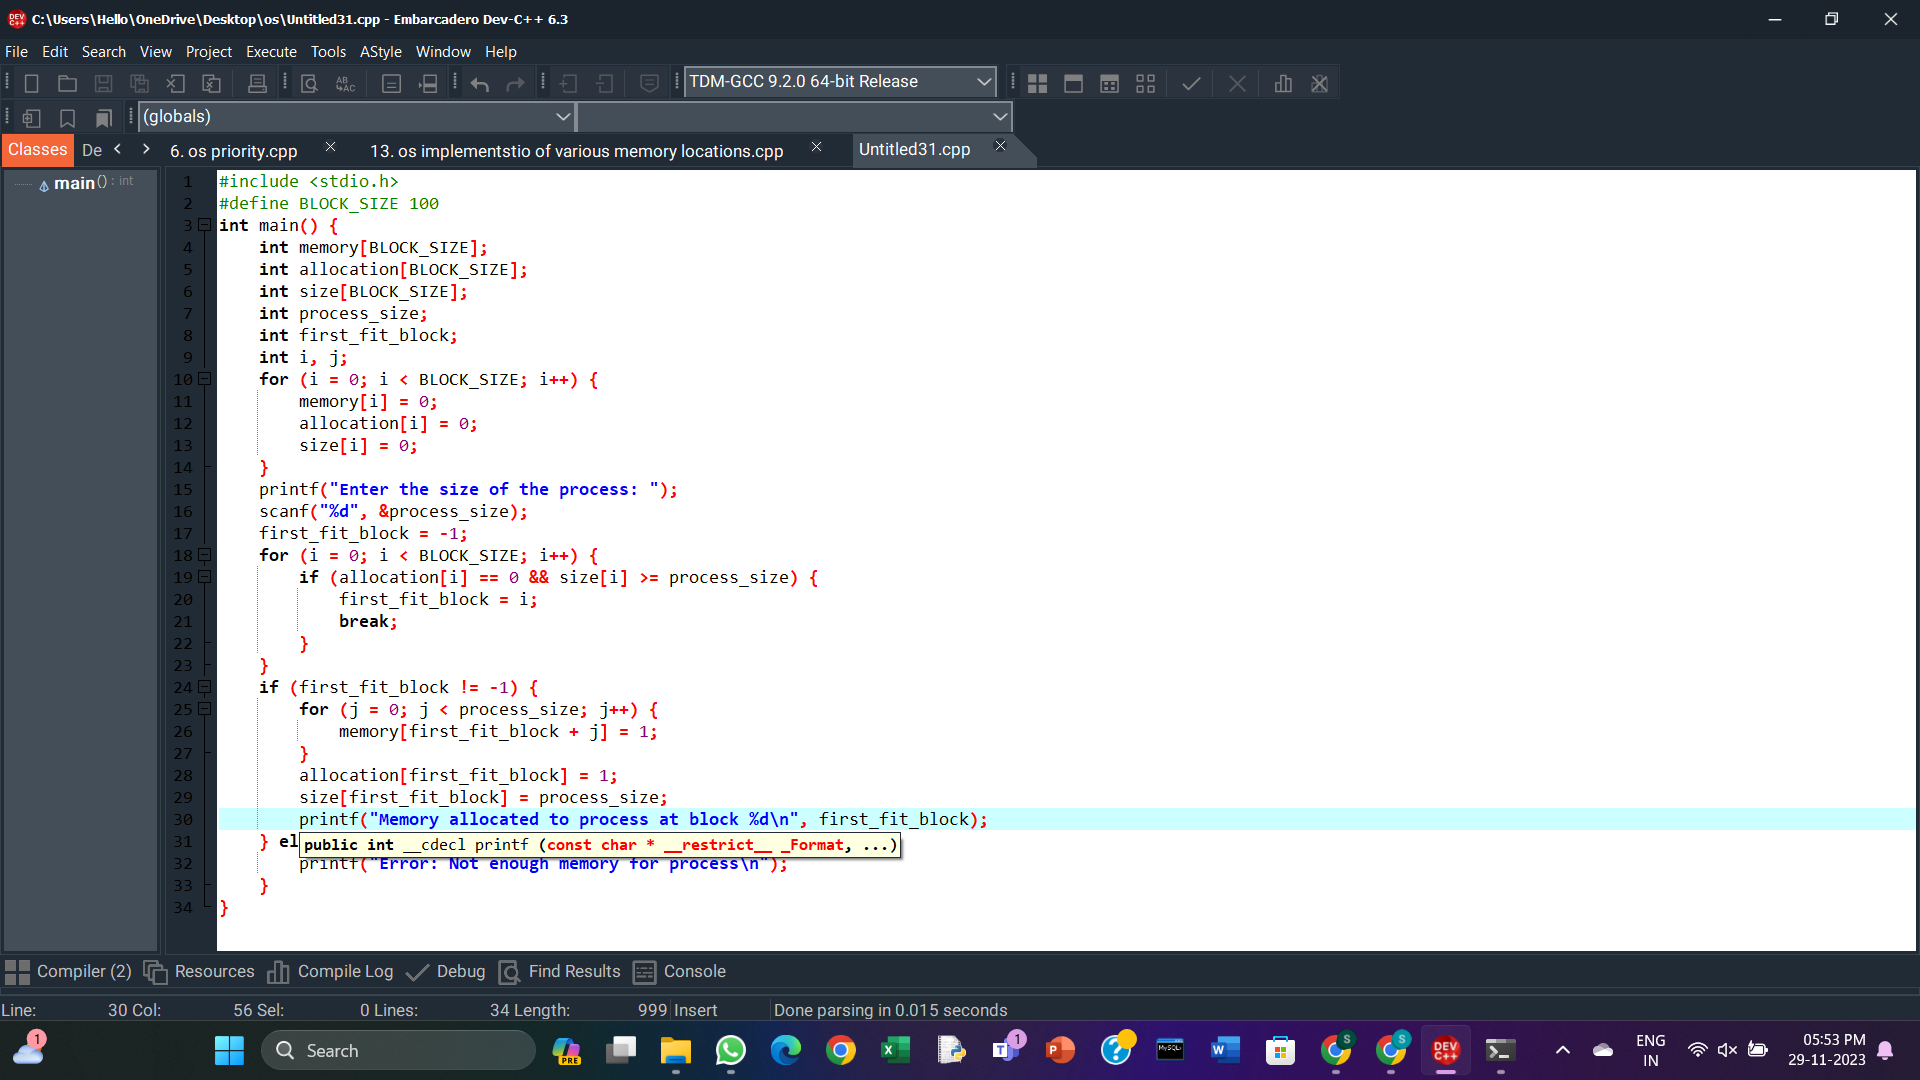 C:\Users\Hello\OneDrive\Desktop\os\Untitled31.cpp - Embarcadero Dev-C++ 6.3
File Edit Search View Project Execute Tools AStyle Window Help
TDM-GCC 9.2.0 64-bit Release
(globals)
Classes De 6. os priority.cpp 13. os implementstio of various memory locations.cpp Untitled31.cpp
main() : int
1 #include <stdio.h>
2 #define BLOCK_SIZE 100
3 int main() {
4 int memory[BLOCK_SIZE];
5 int allocation[BLOCK_SIZE];
6 int size[BLOCK_SIZE];
7 int process_size;
8 int first_fit_block;
9 int i, j;
10 for (i = 0; i < BLOCK_SIZE; i++) {
11 memory[i] = 0;
12 allocation[i] = 0;
13 size[i] = 0;
14 }
15 printf("Enter the size of the process: ");
16 scanf("%d", &process_size);
17 first_fit_block = -1;
18 for (i = 0; i < BLOCK_SIZE; i++) {
19 if (allocation[i] == 0 && size[i] >= process_size) {
20 first_fit_block = i;
21 break;
22 }
23 }
24 if (first_fit_block != -1) {
25 for (j = 0; j < process_size; j++) {
26 memory[first_fit_block + j] = 1;
27 }
28 allocation[first_fit_block] = 1;
29 size[first_fit_block] = process_size;
30 printf("Memory allocated to process at block %d\n", first_fit_block);
31 } el
public int __cdecl printf (const char * __restrict__ _Format, ...)
32 printf("Error: Not enough memory for process\n");
33 }
34 }
Compiler (2) Resources Compile Log Debug Find Results Console
Line: 30 Col: 56 Sel: 0 Lines: 34 Length: 999 Insert Done parsing in 0.015 seconds
1 Search PRE 1 MySQL S S DEV C++ ENG IN 05:53 PM 29-11-2023